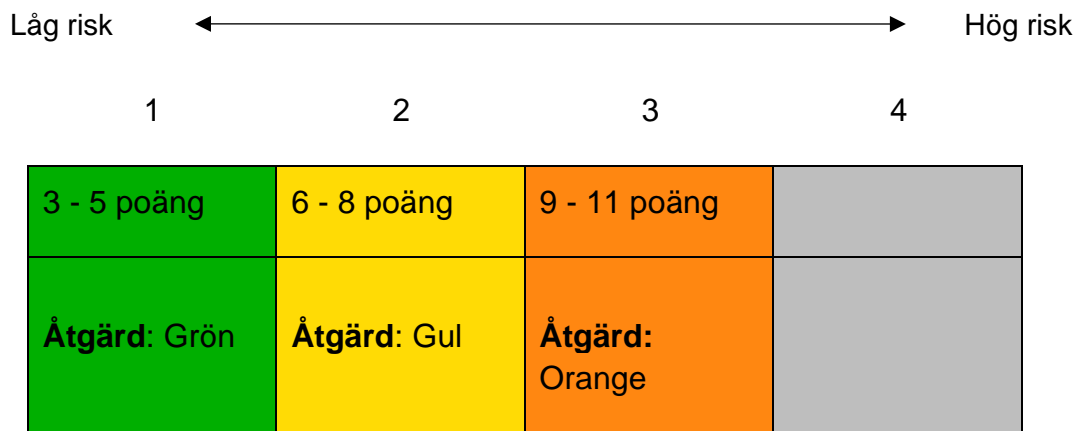 Låg risk Hög risk
1 2 3 4
3 - 5 poäng 6 - 8 poäng 9 - 11 poäng
Åtgärd: Grön Åtgärd: Gul Åtgärd:
Orange